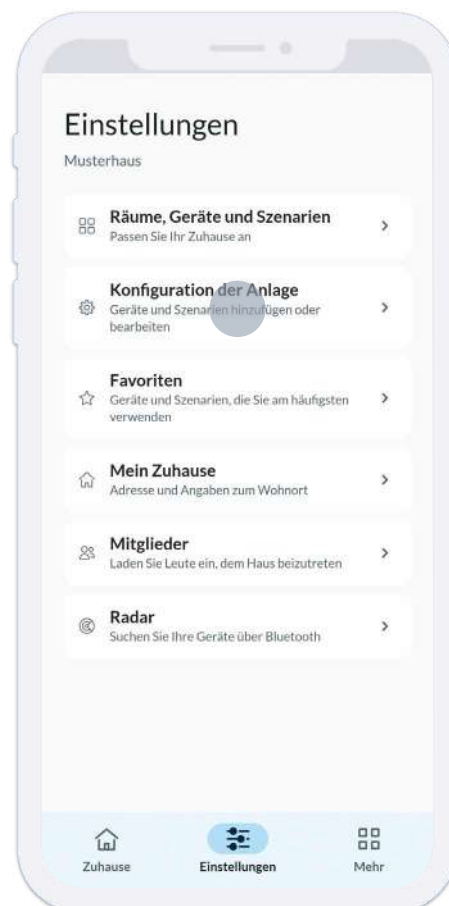 Einstellungen
Musterhaus
Räume, Geräte und Szenarien
Passen Sie Ihr Zuhause an
Konfiguration der Anlage
Geräte und Szenarien hinzufügen oder
bearbeiten
Favoriten
Geräte und Szenarien, die Sie am häufigsten
verwenden
Mein Zuhause
Adresse und Angaben zum Wohnort
Mitglieder
Laden Sie Leute ein, dem Haus beizutreten
Radar
Suchen Sie Ihre Geräte über Bluetooth
Zuhause Einstellungen Mehr